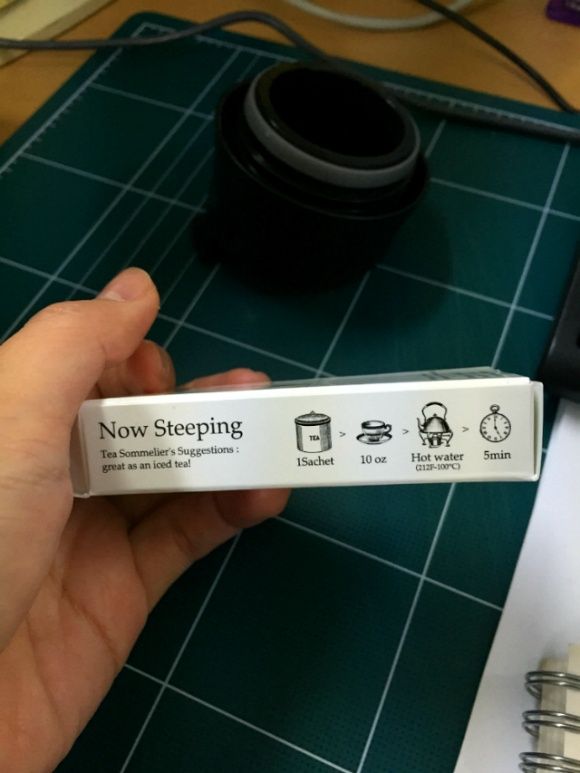 Now Steeping
Tea Sommelier's Suggestions :
great as an iced tea!
TEA
1Sachet
>
10 oz
>
Hot water
(212F-100°C)
>
5min